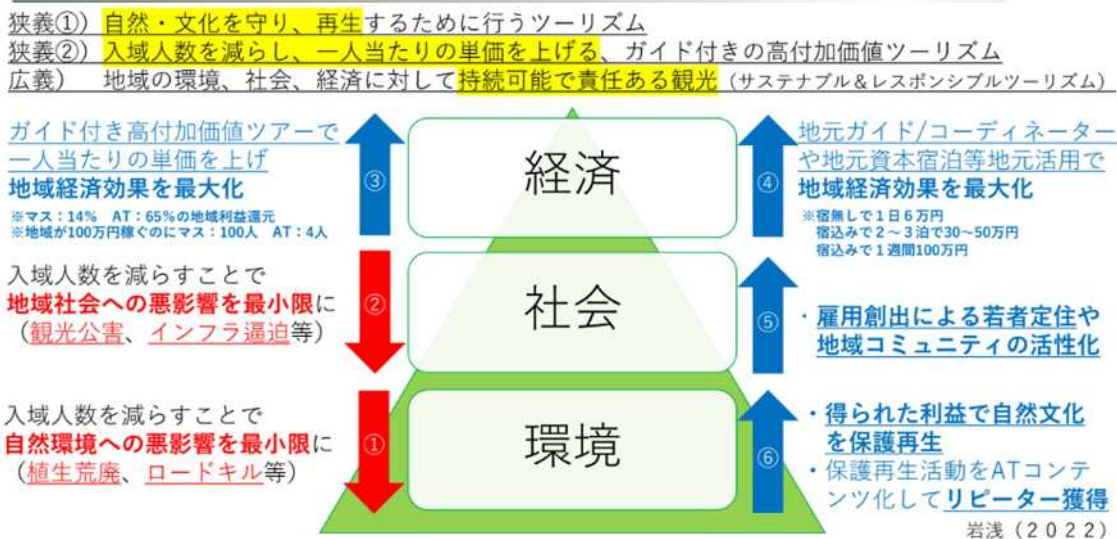 狭義①）自然・文化を守り、再生するために行うツーリズム
狭義②）入域人数を減らし、一人当たりの単価を上げる、ガイド付きの高付加価値ツーリズム
広義）　地域の環境、社会、経済に対して持続可能で責任ある観光（サステナブル＆レスポンシブルツーリズム）
ガイド付き高付加価値ツアーで
一人当たりの単価を上げ
地域経済効果を最大化
※マス：14%　AT：65%の地域利益還元
※地域が100万円稼ぐのにマス：100人　AT：4人
③
経済
④
地元ガイド/コーディネーター
や地元資本宿泊等地元活用で
地域経済効果を最大化
※宿無しで１日６万円
宿込みで２～３泊で30～50万円
宿込みで１週間100万円
入域人数を減らすことで
地域社会への悪影響を最小限に
（観光公害、インフラ逼迫等）
②
社会
⑤
・雇用創出による若者定住や
地域コミュニティの活性化
入域人数を減らすことで
自然環境への悪影響を最小限に
（植生荒廃、ロードキル等）
①
環境
⑥
・得られた利益で自然文化
を保護再生
・保護再生活動をATコンテ
ンツ化してリピーター獲得
岩浅（２０２２）